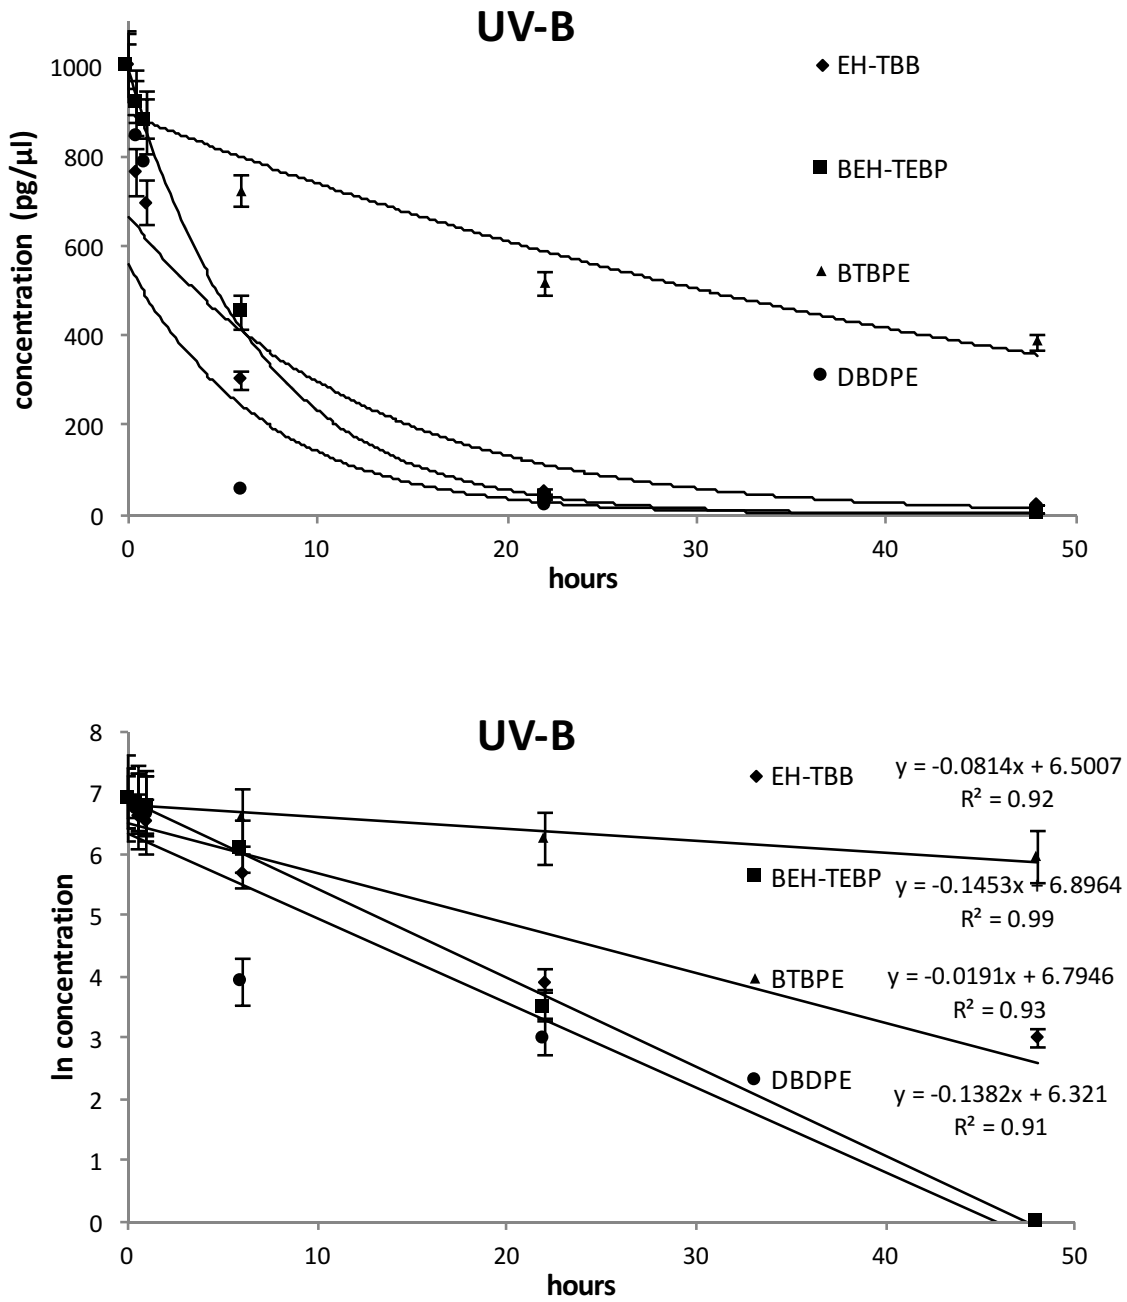 UV-B
EH-TBB
BEH-TEBP
BTBPE
DBDPE
concentration (pg/µl)
1000
800
600
400
200
0
0 10 20 30 40 50
hours
UV-B
EH-TBB
y = -0.0814x + 6.5007
R² = 0.92
BEH-TEBP
y = -0.1453x + 6.8964
R² = 0.99
BTBPE
y = -0.0191x + 6.7946
R² = 0.93
DBDPE
y = -0.1382x + 6.321
R² = 0.91
ln concentration
8
7
6
5
4
3
2
1
0
0 10 20 30 40 50
hours